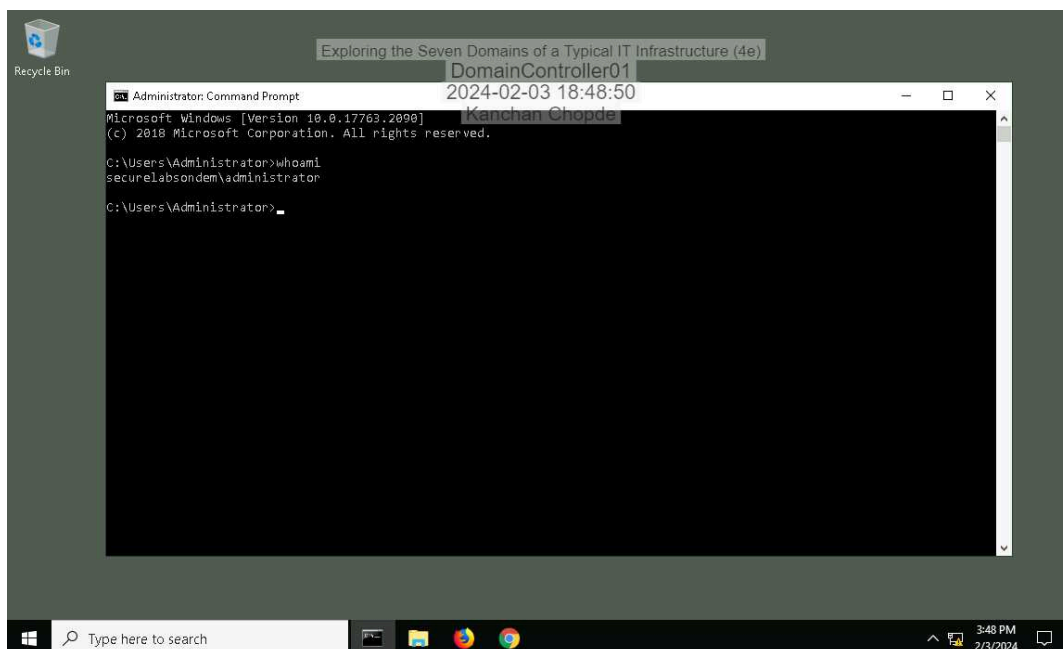 Recycle Bin
Exploring the Seven Domains of a Typical IT Infrastructure (4e)
DomainController01
2024-02-03 18:48:50
Kanchan Chopde
Administrator: Command Prompt
Microsoft Windows [Version 10.0.17763.2090]
(c) 2018 Microsoft Corporation. All rights reserved.
C:\Users\Administrator>whoami
securelabsondem\administrator
C:\Users\Administrator>
Type here to search
3:48 PM
2/3/2024